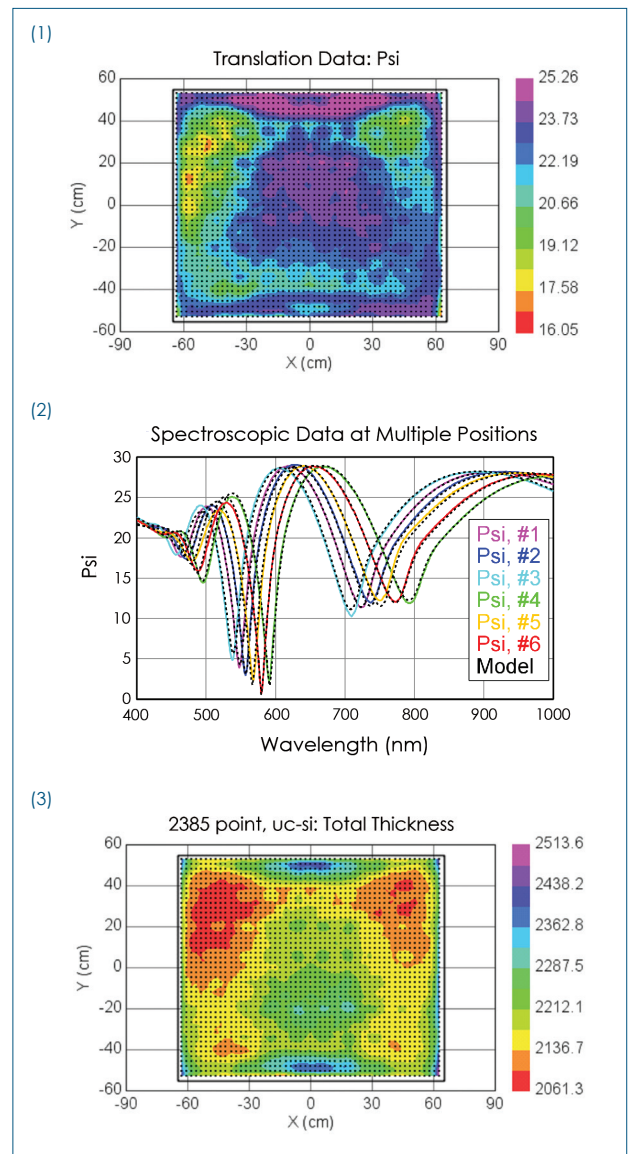 (1)
Translation Data: Psi
60
40
20
0
-20
-40
-60
Y (cm)
-90 -60 -30 0 30 60 90
X (cm)
25.26
23.73
22.19
20.66
19.12
17.58
16.05
(2)
Spectroscopic Data at Multiple Positions
30
25
20
15
10
5
0
Psi
Psi, #1
Psi, #2
Psi, #3
Psi, #4
Psi, #5
Psi, #6
Model
400 500 600 700 800 900 1000
Wavelength (nm)
(3)
2385 point, uc-si: Total Thickness
60
40
20
0
-20
-40
-60
Y (cm)
-90 -60 -30 0 30 60 90
X (cm)
2513.6
2438.2
2362.8
2287.5
2212.1
2136.7
2061.3